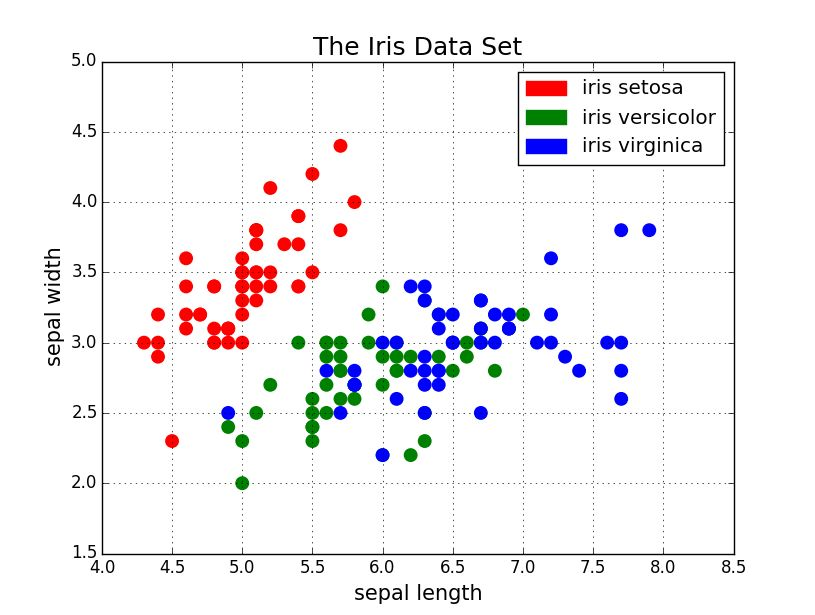 The Iris Data Set
iris setosa
iris versicolor
iris virginica
sepal width
5.0
4.5
4.0
3.5
3.0
2.5
2.0
1.5
4.0 4.5 5.0 5.5 6.0 6.5 7.0 7.5 8.0 8.5
sepal length